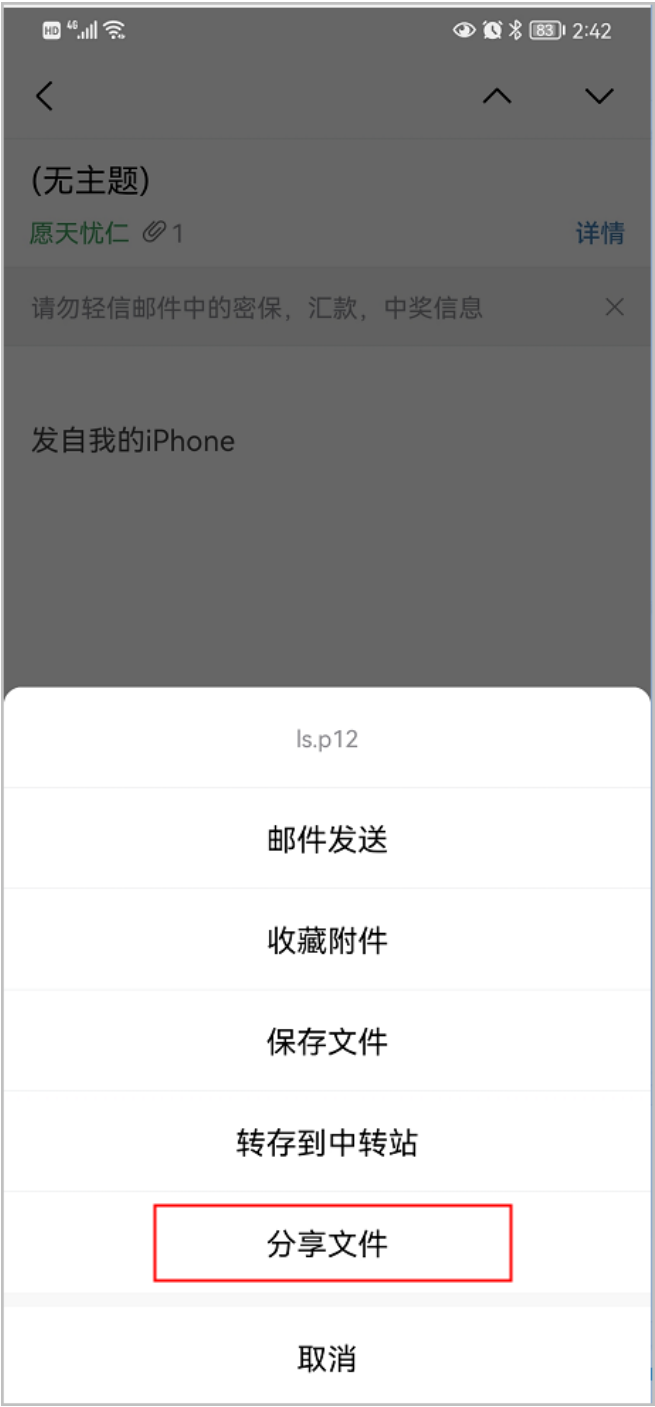 HD 4G 83 2:42
(无主题)
愿天忧仁 1 详情
请勿轻信邮件中的密保，汇款，中奖信息
发自我的iPhone
ls.p12
邮件发送
收藏附件
保存文件
转存到中转站
分享文件
取消